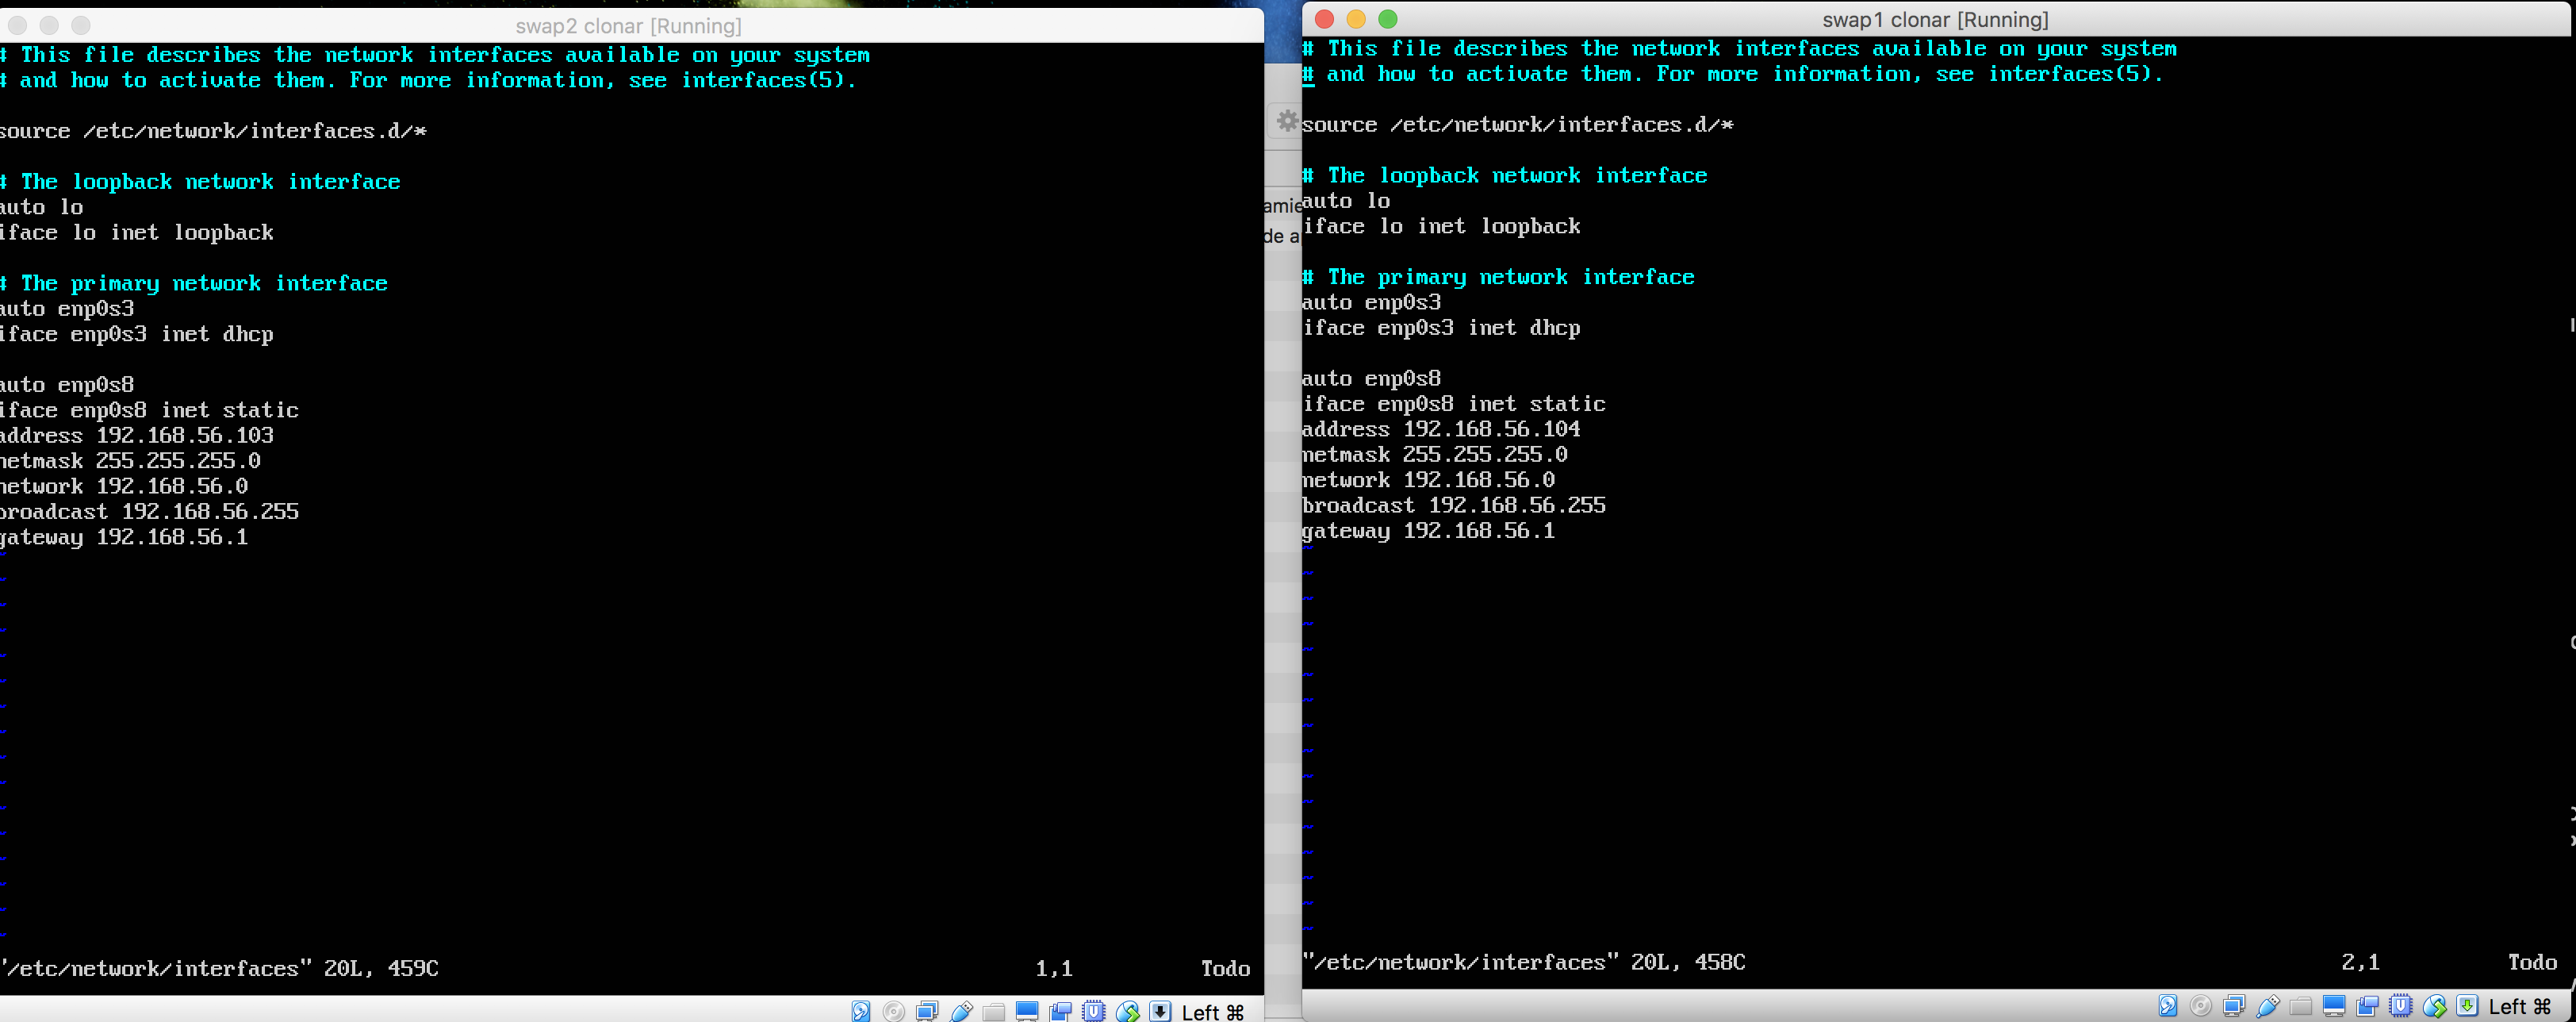 swap2 clonar [Running]
# This file describes the network interfaces available on your system
# and how to activate them. For more information, see interfaces(5).
source /etc/network/interfaces.d/*
# The loopback network interface
auto lo
iface lo inet loopback
# The primary network interface
auto enp0s3
iface enp0s3 inet dhcp
auto enp0s8
iface enp0s8 inet static
address 192.168.56.103
netmask 255.255.255.0
network 192.168.56.0
broadcast 192.168.56.255
gateway 192.168.56.1
"/etc/network/interfaces" 20L, 459C 1,1 Todo
Left ⌘
amie
de a
swap1 clonar [Running]
# This file describes the network interfaces available on your system
# and how to activate them. For more information, see interfaces(5).
source /etc/network/interfaces.d/*
# The loopback network interface
auto lo
iface lo inet loopback
# The primary network interface
auto enp0s3
iface enp0s3 inet dhcp
auto enp0s8
iface enp0s8 inet static
address 192.168.56.104
netmask 255.255.255.0
network 192.168.56.0
broadcast 192.168.56.255
gateway 192.168.56.1
"/etc/network/interfaces" 20L, 458C 2,1 Todo
Left ⌘